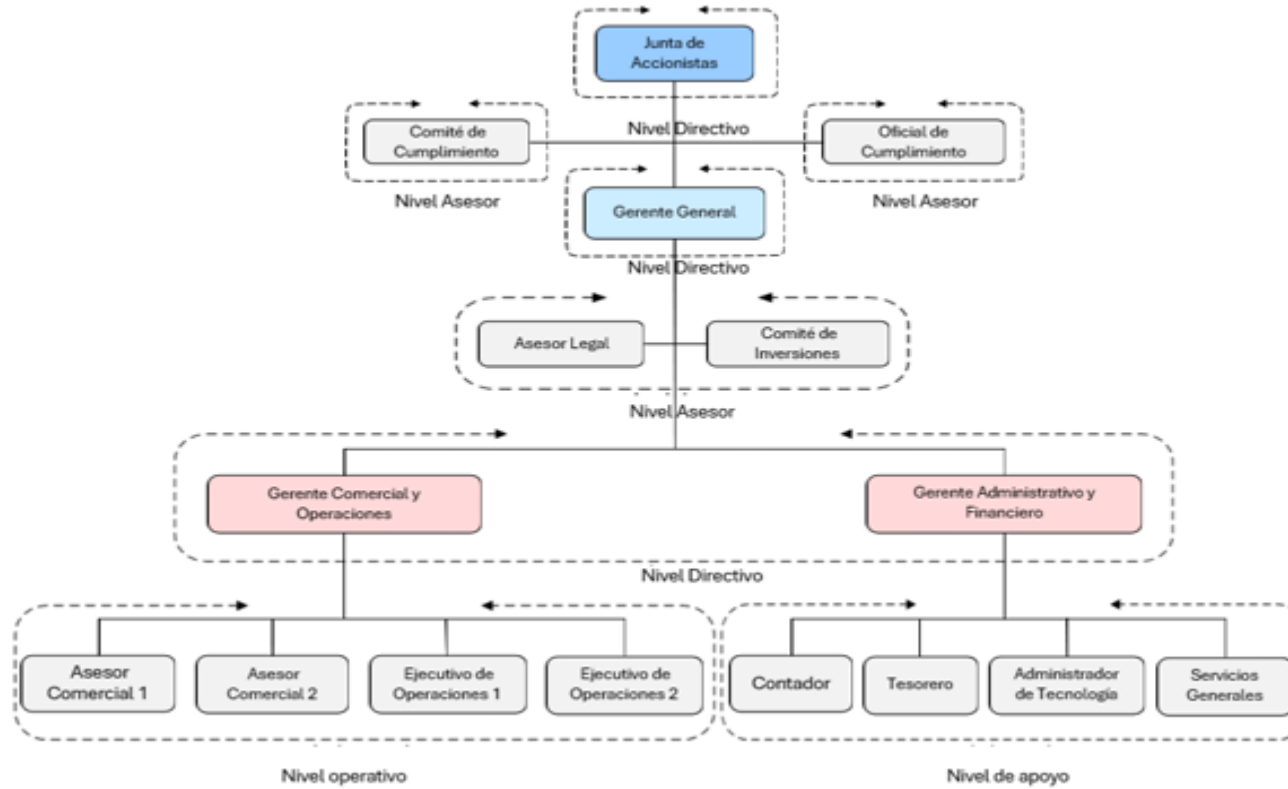 Junta de
Accionistas
Nivel Directivo
Comité de
Cumplimiento
Oficial de
Cumplimiento
Nivel Asesor
Nivel Asesor
Gerente General
Nivel Directivo
Asesor Legal
Comité de
Inversiones
Nivel Asesor
Gerente Comercial y
Operaciones
Gerente Administrativo y
Financiero
Nivel Directivo
Asesor
Comercial 1
Asesor
Comercial 2
Ejecutivo de
Operaciones 1
Ejecutivo de
Operaciones 2
Contador
Tesorero
Administrador
de Tecnología
Servicios
Generales
Nivel operativo
Nivel de apoyo